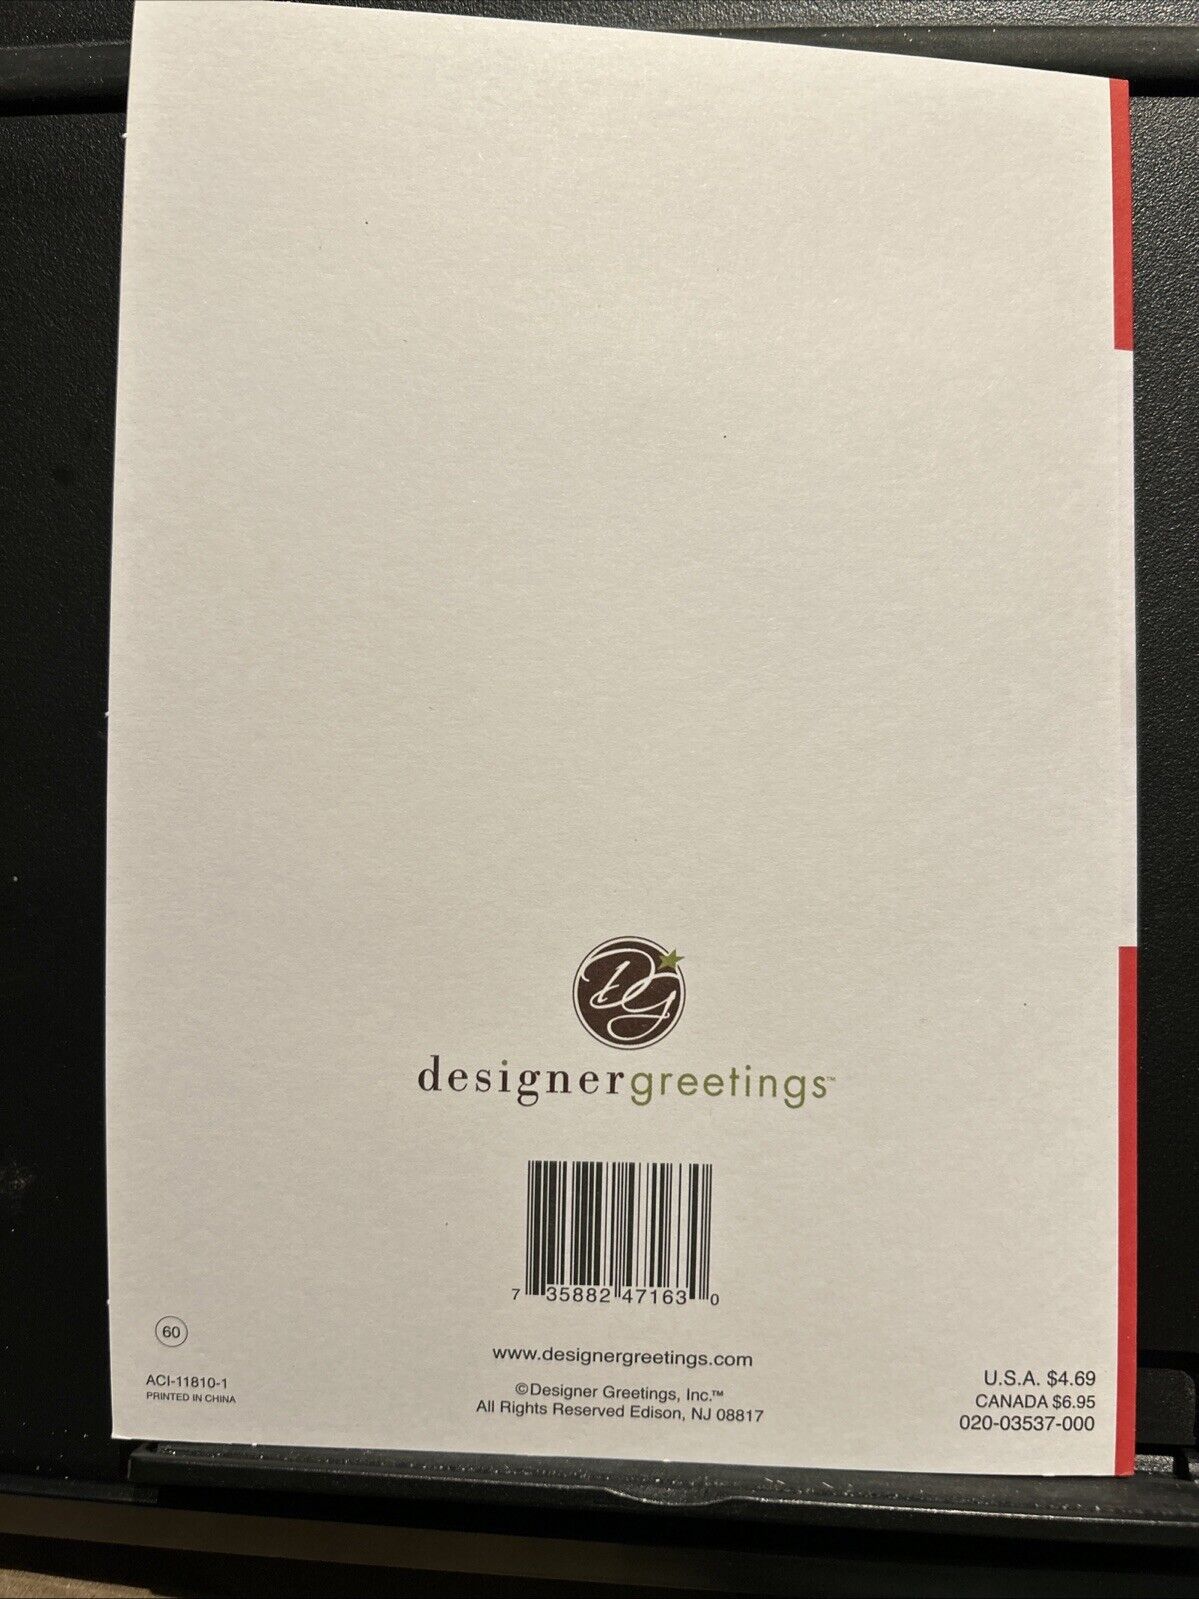 DG
designergreetings™
7 35882 47163 0
60
www.designergreetings.com
ACI-11810-1
PRINTED IN CHINA
©Designer Greetings, Inc.™
All Rights Reserved Edison, NJ 08817
U.S.A. $4.69
CANADA $6.95
020-03537-000